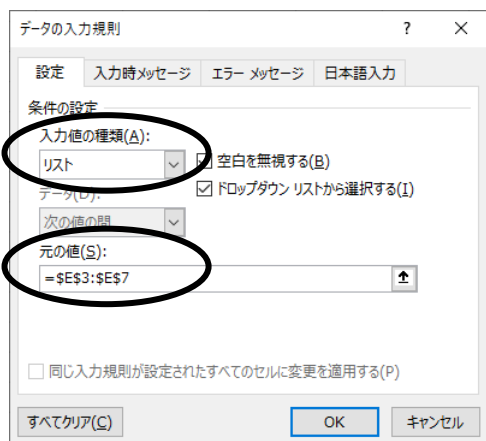 データの入力規則 ?
設定 入力時メッセージ エラー メッセージ 日本語入力
条件の設定
入力値の種類(A):
リスト 空白を無視する(B)
データ(D): ドロップダウン リストから選択する(I)
次の値の間
元の値(S):
=$E$3:$E$7
同じ入力規則が設定されたすべてのセルに変更を適用する(P)
すべてクリア(C) OK キャンセル